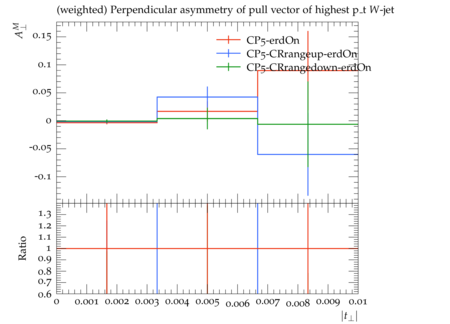 (weighted) Perpendicular asymmetry of pull vector of highest p_t W-jet
A⊥^M
0.15
0.1
0.05
0
-0.05
-0.1
CP5-erdOn
CP5-CRrangeup-erdOn
CP5-CRrangedown-erdOn
Ratio
1.3
1.2
1.1
1
0.9
0.8
0.7
0.6
0 0.001 0.002 0.003 0.004 0.005 0.006 0.007 0.008 0.009 0.01
|t⊥|